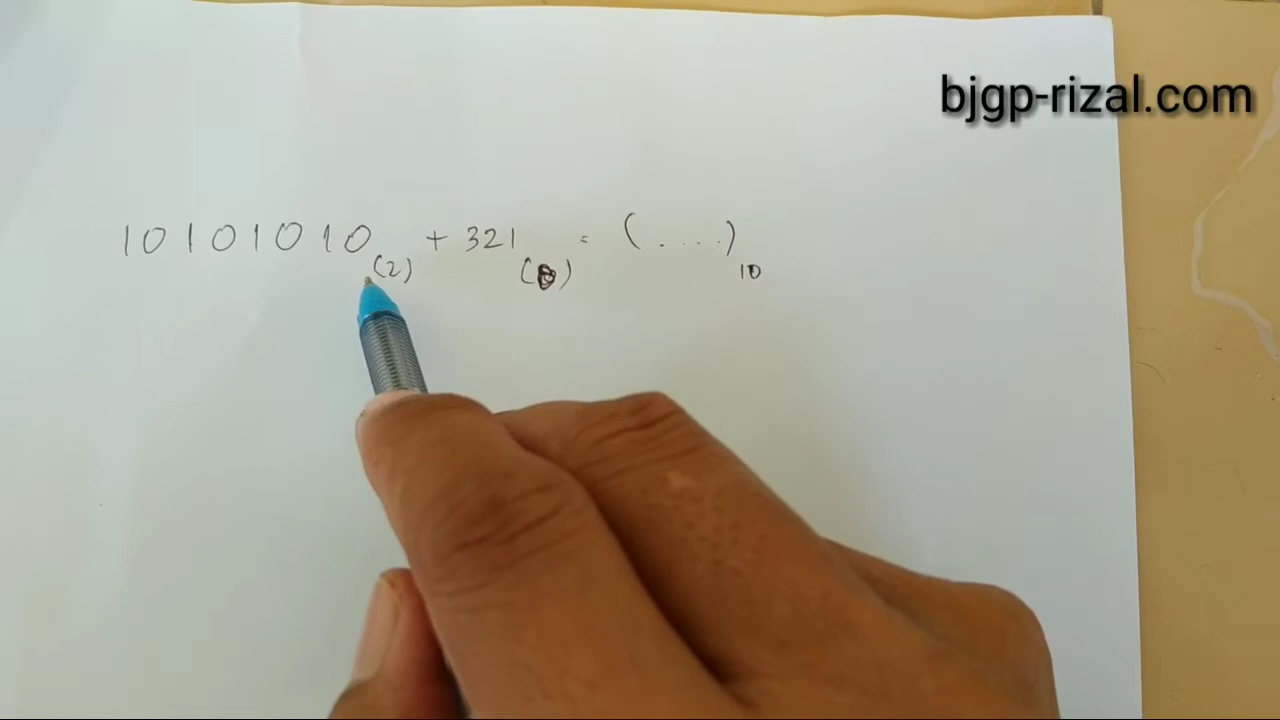 bjgp-rizal.com
10101010(2) + 321(8) = (....)10